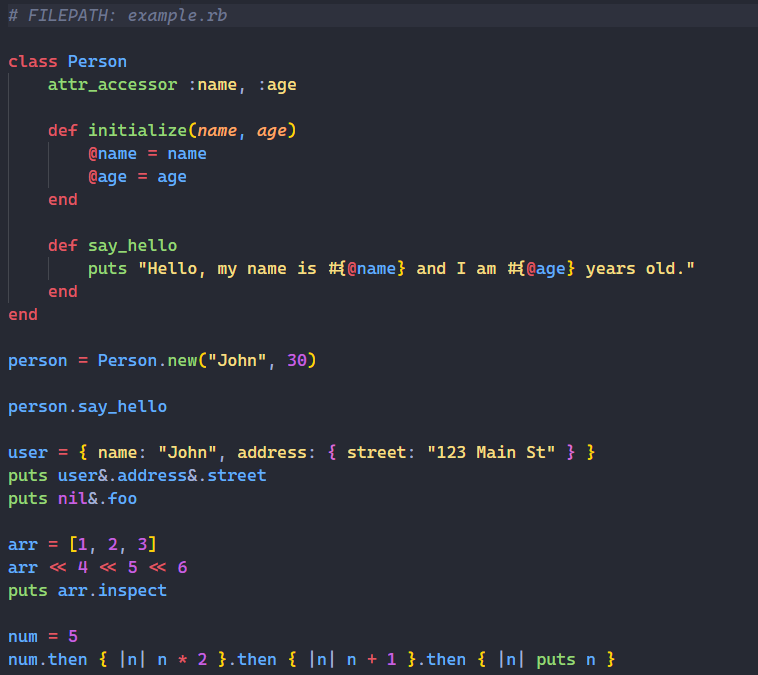 # FILEPATH: example.rb
class Person
    attr_accessor :name, :age
    def initialize(name, age)
        @name = name
        @age = age
    end
    def say_hello
        puts "Hello, my name is #{@name} and I am #{@age} years old."
    end
end
person = Person.new("John", 30)
person.say_hello
user = { name: "John", address: { street: "123 Main St" } }
puts user&.address&.street
puts nil&.foo
arr = [1, 2, 3]
arr << 4 << 5 << 6
puts arr.inspect
num = 5
num.then { |n| n * 2 }.then { |n| n + 1 }.then { |n| puts n }